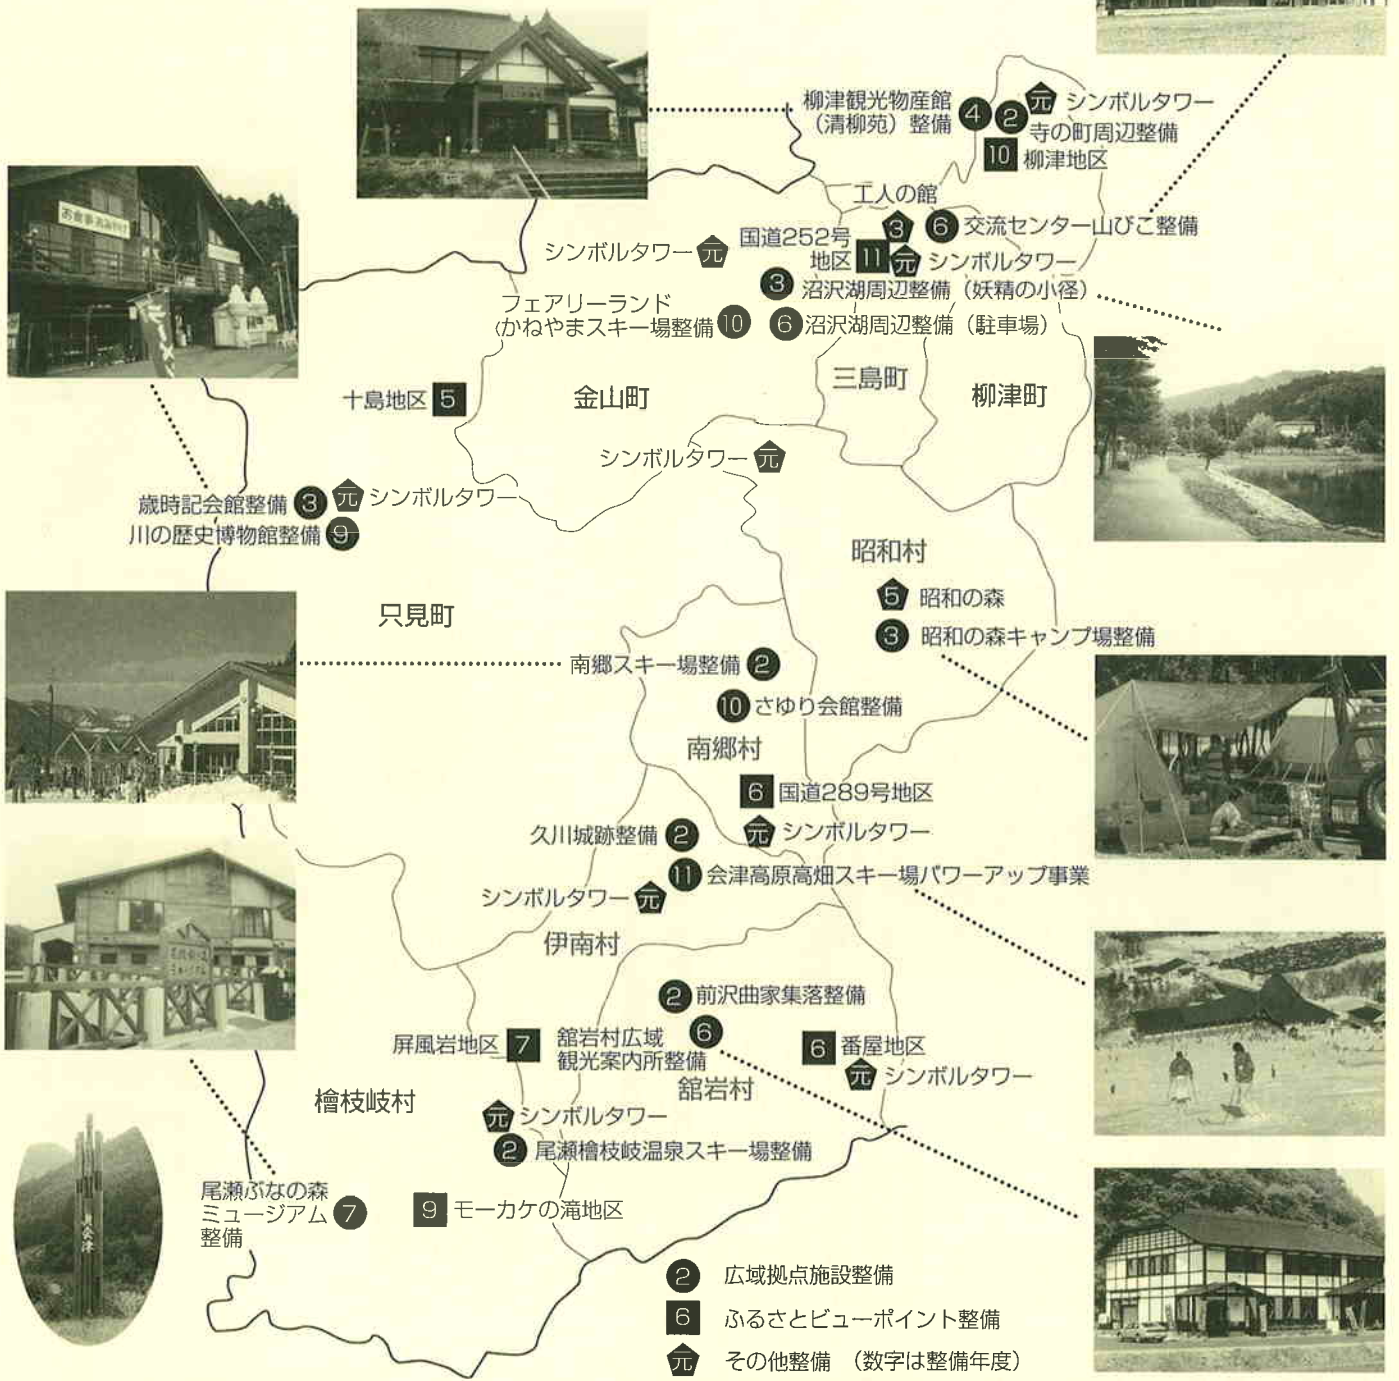 柳津観光物産館
(清柳苑)整備
4
2
元
シンボルタワー
寺の町周辺整備
10
柳津地区
工人の館
3
6
交流センター山びこ整備
シンボルタワー
元
国道252号
地区
11
元
シンボルタワー
3
沼沢湖周辺整備(妖精の小径)
フェアリーランド
かねやまスキー場整備
10
6
沼沢湖周辺整備(駐車場)
三島町
十島地区
5
金山町
柳津町
シンボルタワー
元
歳時記会館整備
3
元
シンボルタワー
川の歴史博物館整備
9
昭和村
5
昭和の森
只見町
3
昭和の森キャンプ場整備
南郷スキー場整備
2
10
さゆり会館整備
南郷村
6
国道289号地区
久川城跡整備
2
元
シンボルタワー
11
会津高原高畑スキー場パワーアップ事業
シンボルタワー
元
伊南村
2
前沢曲家集落整備
屏風岩地区
7
舘岩村広域
観光案内所整備
6
6
番屋地区
元
シンボルタワー
舘岩村
檜枝岐村
元
シンボルタワー
2
尾瀬檜枝岐温泉スキー場整備
尾瀬ぶなの森
ミュージアム
整備
7
9
モーカケの滝地区
奥会津
2
広域拠点施設整備
6
ふるさとビューポイント整備
元
その他整備 (数字は整備年度)